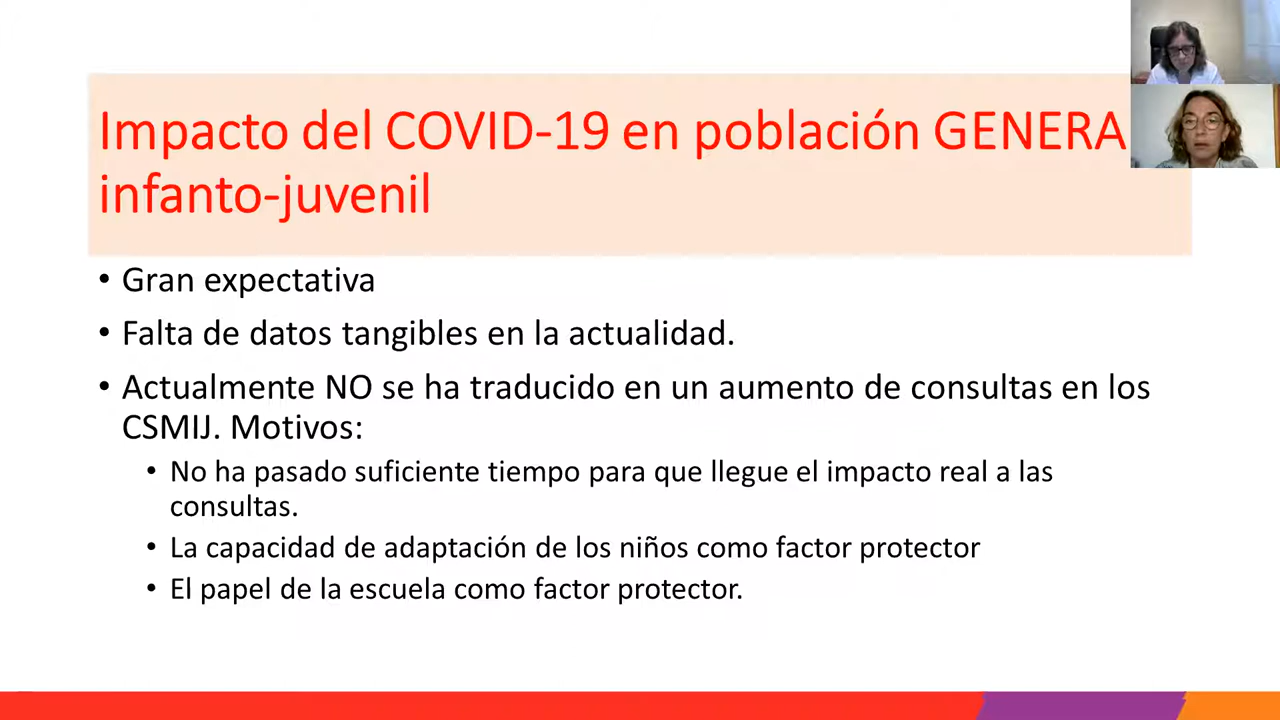 Impacto del COVID-19 en población GENERA
infanto-juvenil
• Gran expectativa
• Falta de datos tangibles en la actualidad.
• Actualmente NO se ha traducido en un aumento de consultas en los
CSMIJ. Motivos:
• No ha pasado suficiente tiempo para que llegue el impacto real a las
consultas.
• La capacidad de adaptación de los niños como factor protector
• El papel de la escuela como factor protector.